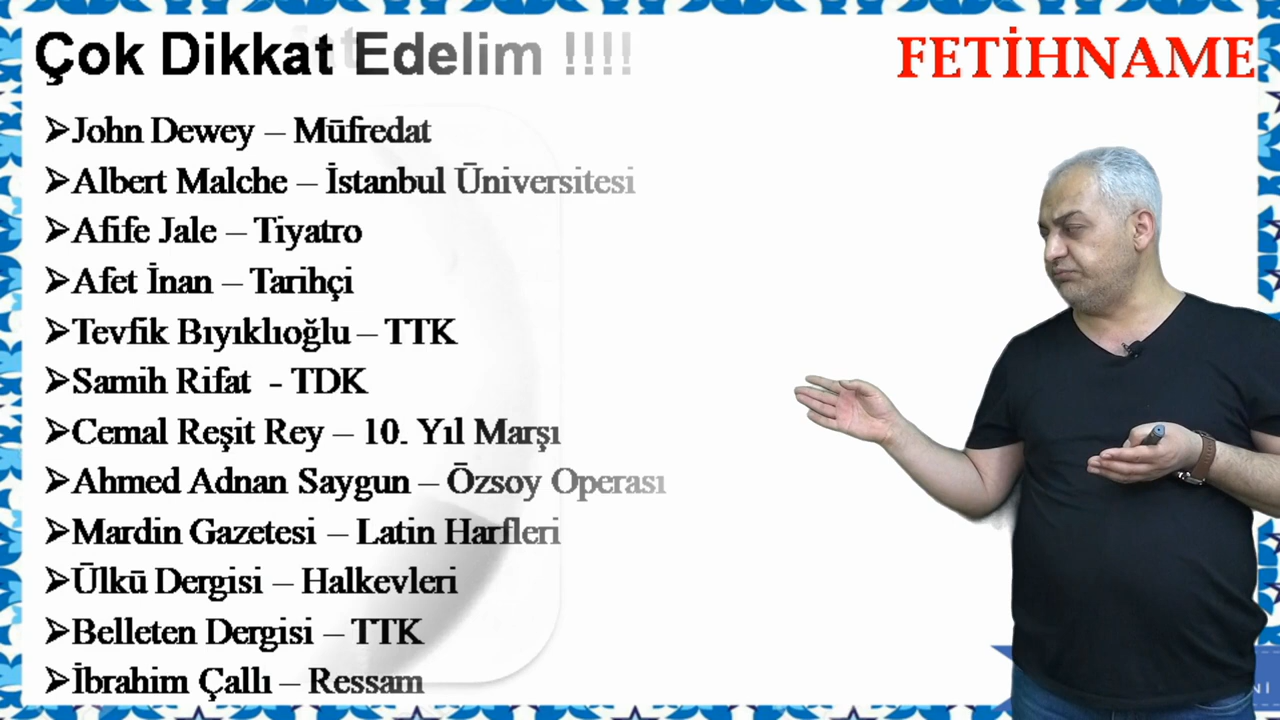 Çok Dikkat Edelim !!!!
FETİHNAME
➢John Dewey – Müfredat
➢Albert Malche – İstanbul Üniversitesi
➢Afife Jale – Tiyatro
➢Afet İnan – Tarihçi
➢Tevfik Bıyıklıoğlu – TTK
➢Samih Rifat - TDK
➢Cemal Reşit Rey – 10. Yıl Marşı
➢Ahmed Adnan Saygun – Özsoy Operası
➢Mardin Gazetesi – Latin Harfleri
➢Ülkü Dergisi – Halkevleri
➢Belleten Dergisi – TTK
➢İbrahim Çallı – Ressam